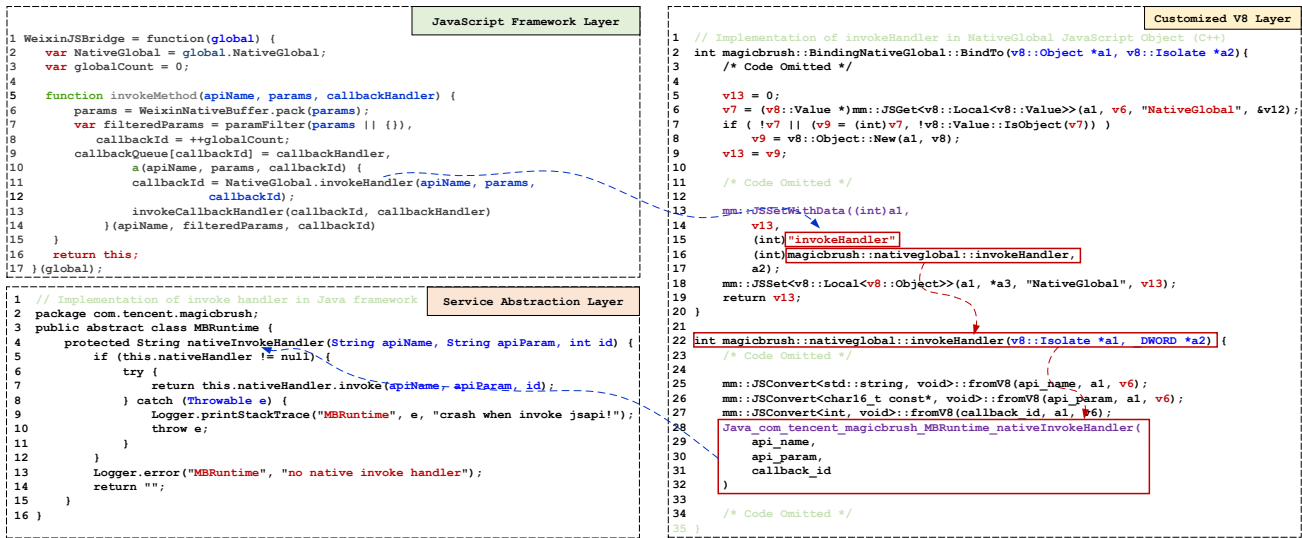 JavaScript Framework Layer
1 WeixinJSBridge = function(global) {
2 var NativeGlobal = global.NativeGlobal;
3 var globalCount = 0;
4
5 function invokeMethod(apiName, params, callbackHandler) {
6 params = WeixinNativeBuffer.pack(params);
7 var filteredParams = paramFilter(params || {}),
8 callbackId = ++globalCount;
9 callbackQueue[callbackId] = callbackHandler,
10 a(apiName, params, callbackId) {
11 callbackId = NativeGlobal.invokeHandler(apiName, params,
12 callbackId);
13 invokeCallbackHandler(callbackId, callbackHandler)
14 }(apiName, filteredParams, callbackId)
15 }
16 return this;
17 }(global);
Service Abstraction Layer
1 // Implementation of invoke handler in Java framework
2 package com.tencent.magicbrush;
3 public abstract class MBRuntime {
4 protected String nativeInvokeHandler(String apiName, String apiParam, int id) {
5 if (this.nativeHandler != null) {
6 try {
7 return this.nativeHandler.invoke(apiName, apiParam, id);
8 } catch (Throwable e) {
9 Logger.printStackTrace("MBRuntime", e, "crash when invoke jsapi!");
10 throw e;
11 }
12 }
13 Logger.error("MBRuntime", "no native invoke handler");
14 return "";
15 }
16 }
Customized V8 Layer
1 // Implementation of invokeHandler in NativeGlobal JavaScript Object (C++)
2 int magicbrush::BindingNativeGlobal::BindTo(v8::Object *a1, v8::Isolate *a2){
3 /* Code Omitted */
4
5 v13 = 0;
6 v7 = (v8::Value *)mm::JSGet<v8::Local<v8::Value>>(a1, v6, "NativeGlobal", &v12);
7 if ( !v7 || (v9 = (int)v7, !v8::Value::IsObject(v7)) )
8 v9 = v8::Object::New(a1, v8);
9 v13 = v9;
10
11 /* Code Omitted */
12
13 mm::JSSetWithData((int)a1,
14 v13,
15 (int)"invokeHandler"
16 (int)magicbrush::nativeglobal::invokeHandler,
17 a2);
18 mm::JSSet<v8::Local<v8::Object>>(a1, *a3, "NativeGlobal", v13);
19 return v13;
20 }
21
22 int magicbrush::nativeglobal::invokeHandler(v8::Isolate *a1, _DWORD *a2) {
23 /* Code Omitted */
24
25 mm::JSConvert<std::string, void>::fromV8(api_name, a1, v6);
26 mm::JSConvert<char16_t const*, void>::fromV8(api_param, a1, v6);
27 mm::JSConvert<int, void>::fromV8(callback_id, a1, v6);
28 Java_com_tencent_magicbrush_MBRuntime_nativeInvokeHandler(
29 api_name,
30 api_param,
31 callback_id
32 )
33
34 /* Code Omitted */
35 }